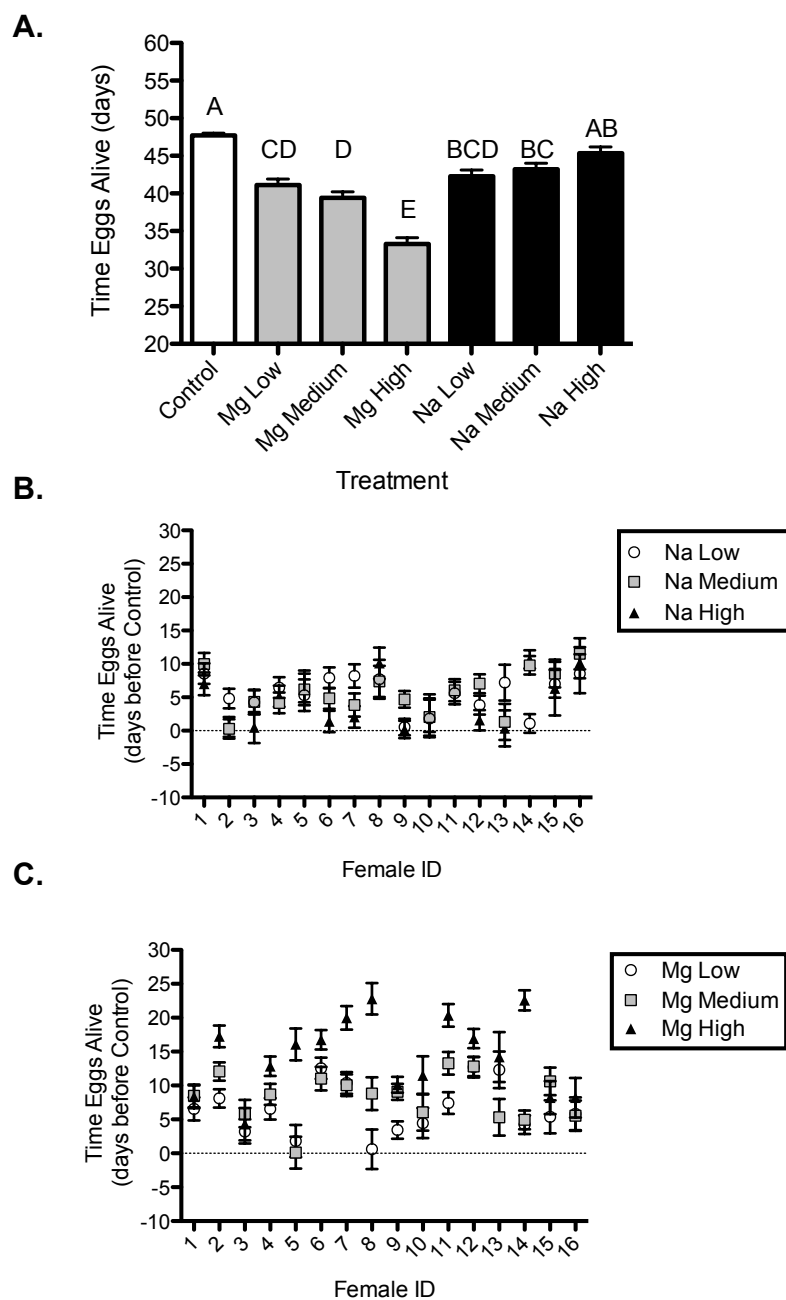 A.
60
55
50
45
40
35
30
25
20
Time Eggs Alive (days)
A
CD
D
E
BCD
BC
AB
Control
Mg Low
Mg Medium
Mg High
Na Low
Na Medium
Na High
Treatment
B.
30
25
20
15
10
5
0
-5
-10
Time Eggs Alive
(days before Control)
Na Low
Na Medium
Na High
1 2 3 4 5 6 7 8 9 10 11 12 13 14 15 16
Female ID
C.
30
25
20
15
10
5
0
-5
-10
Time Eggs Alive
(days before Control)
Mg Low
Mg Medium
Mg High
1 2 3 4 5 6 7 8 9 10 11 12 13 14 15 16
Female ID